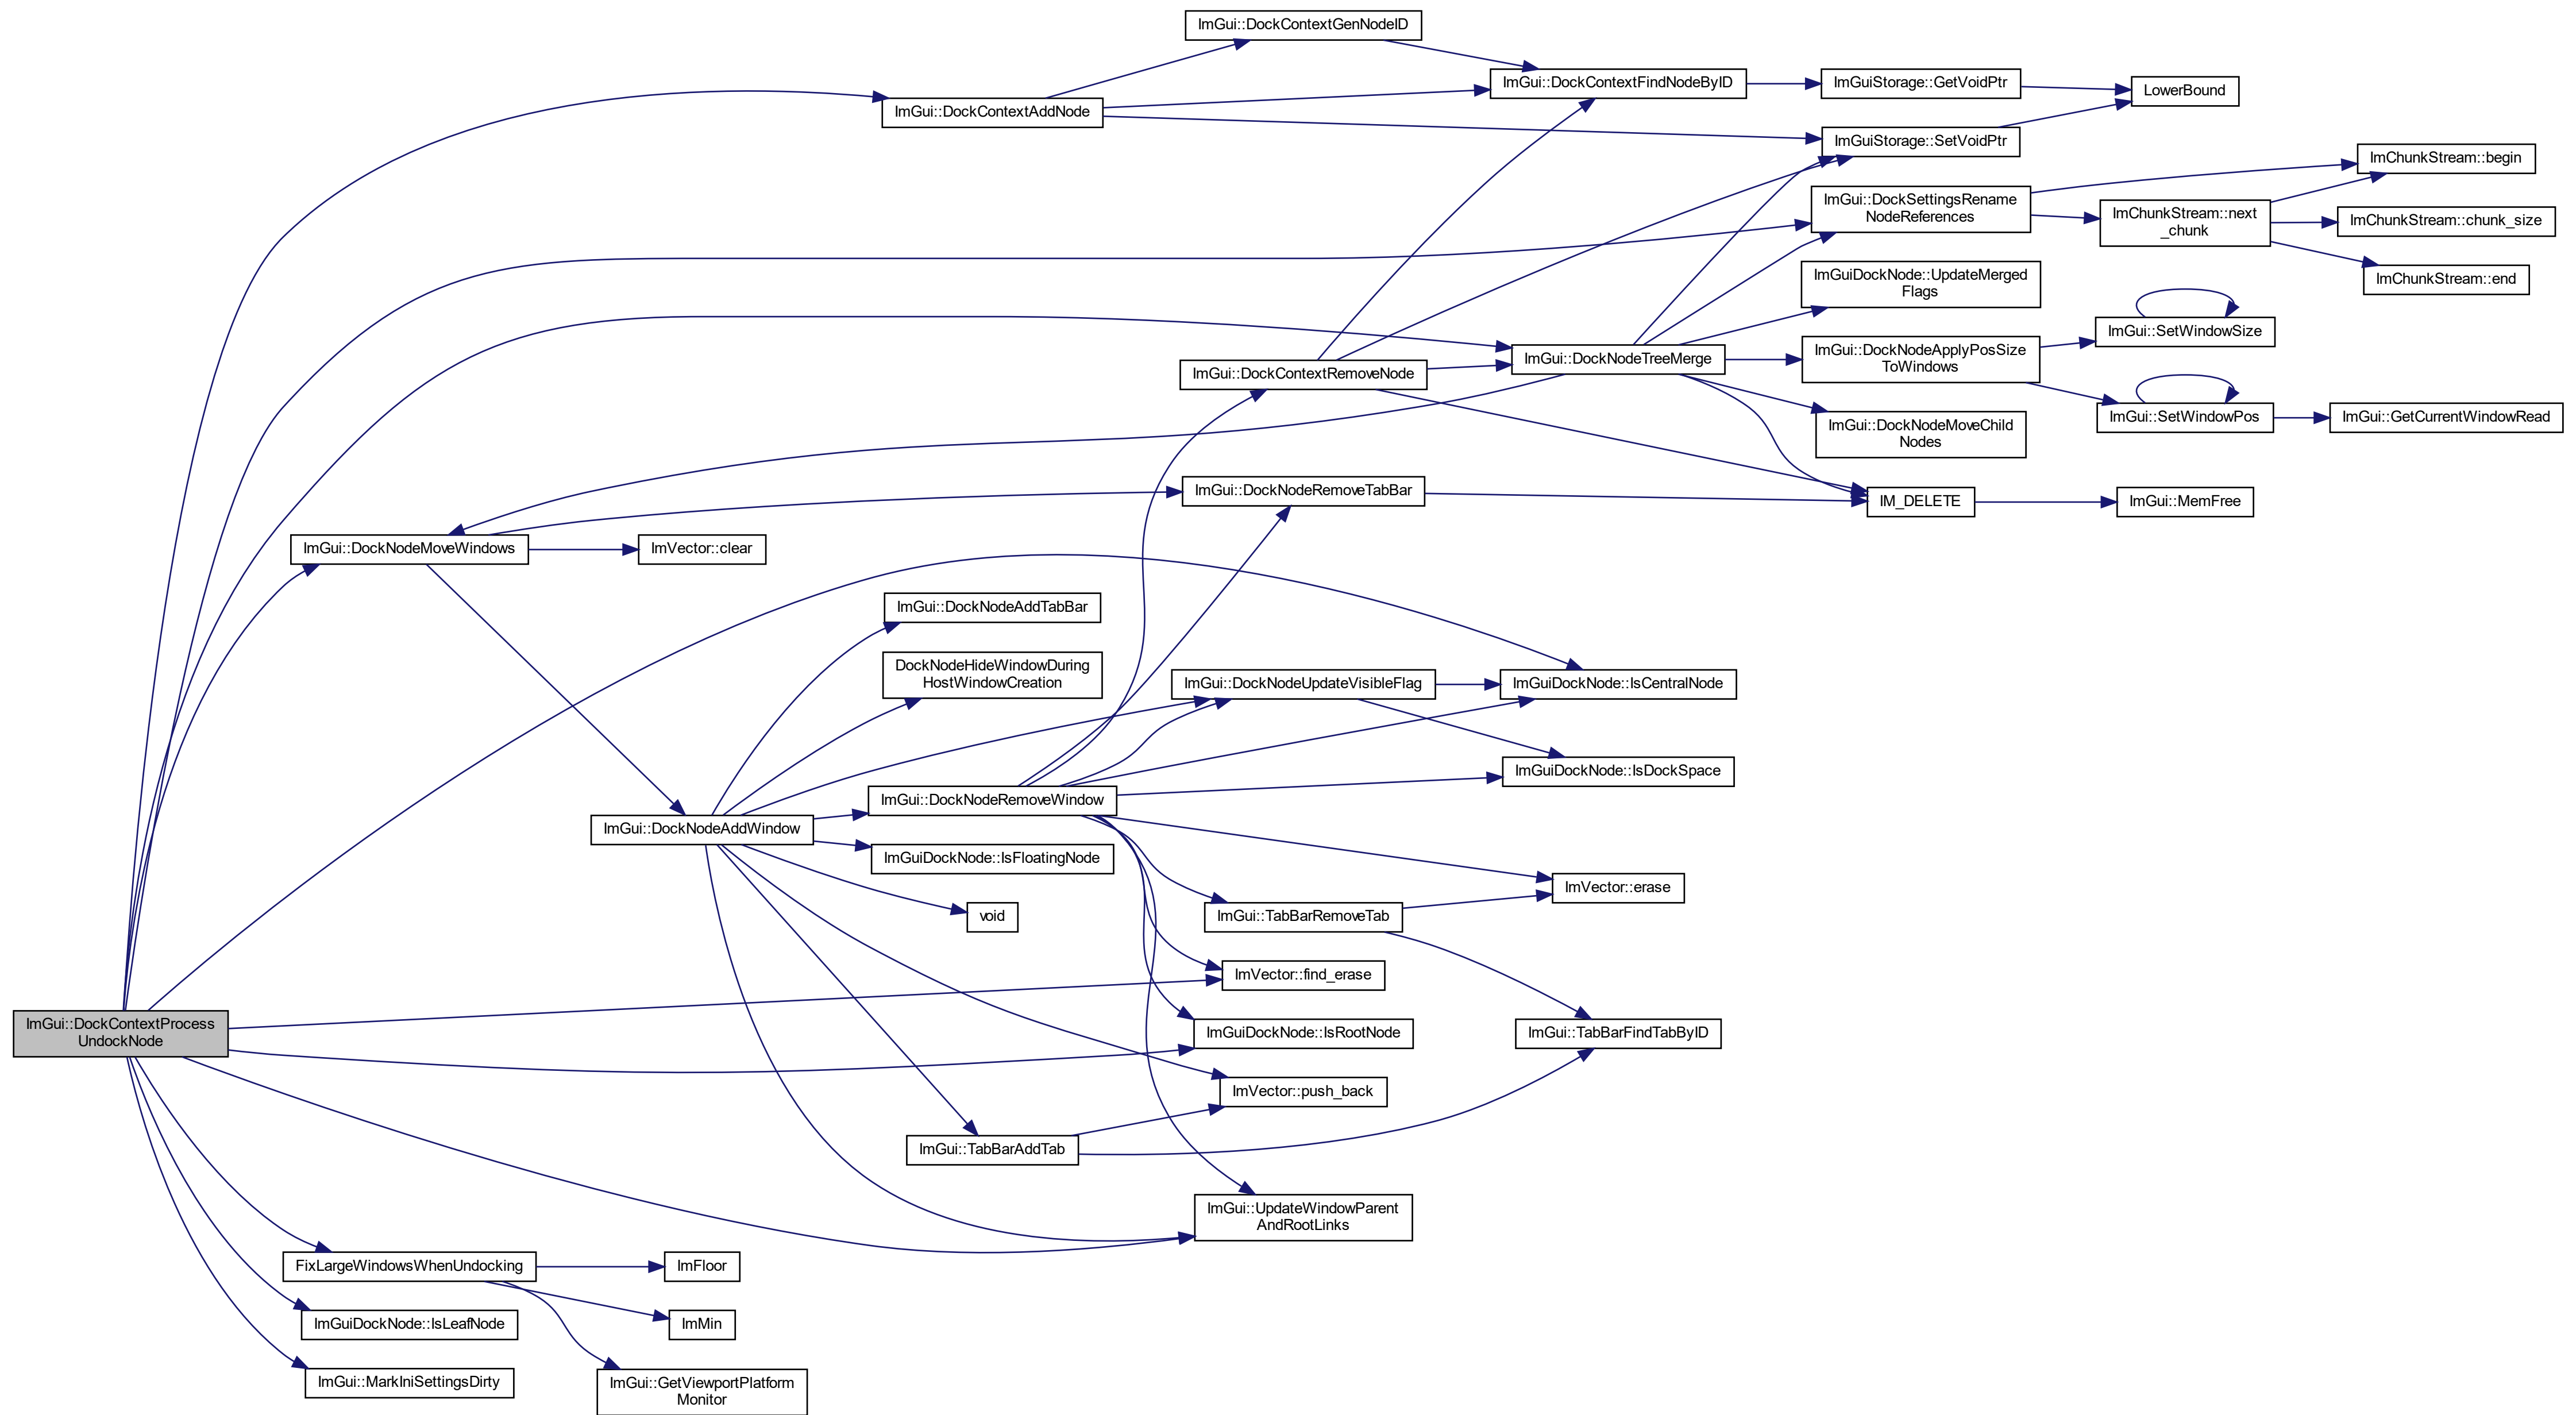 ImGui::DockContextGenNodeID
ImGui::DockContextFindNodeByID
ImGuiStorage::GetVoidPtr
LowerBound
ImGui::DockContextAddNode
ImGuiStorage::SetVoidPtr
ImChunkStream::begin
ImGui::DockSettingsRename
NodeReferences
ImChunkStream::next
_chunk
ImChunkStream::chunk_size
ImGuiDockNode::UpdateMerged
Flags
ImChunkStream::end
ImGui::SetWindowSize
ImGui::DockContextRemoveNode
ImGui::DockNodeTreeMerge
ImGui::DockNodeApplyPosSize
ToWindows
ImGui::SetWindowPos
ImGui::GetCurrentWindowRead
ImGui::DockNodeMoveChild
Nodes
ImGui::DockNodeRemoveTabBar
IM_DELETE
ImGui::MemFree
ImGui::DockNodeMoveWindows
ImVector::clear
ImGui::DockNodeAddTabBar
DockNodeHideWindowDuring
HostWindowCreation
ImGui::DockNodeUpdateVisibleFlag
ImGuiDockNode::IsCentralNode
ImGuiDockNode::IsDockSpace
ImGui::DockNodeRemoveWindow
ImGui::DockNodeAddWindow
ImGuiDockNode::IsFloatingNode
ImVector::erase
void
ImGui::TabBarRemoveTab
ImVector::find_erase
ImGui::DockContextProcess
UndockNode
ImGuiDockNode::IsRootNode
ImGui::TabBarFindTabByID
ImVector::push_back
ImGui::TabBarAddTab
ImGui::UpdateWindowParent
AndRootLinks
FixLargeWindowsWhenUndocking
ImFloor
ImGuiDockNode::IsLeafNode
ImMin
ImGui::MarkIniSettingsDirty
ImGui::GetViewportPlatform
Monitor